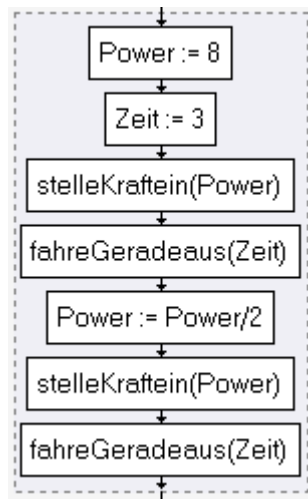 Power := 8
Zeit := 3
stelleKraftein(Power)
fahreGeradeaus(Zeit)
Power := Power/2
stelleKraftein(Power)
fahreGeradeaus(Zeit)